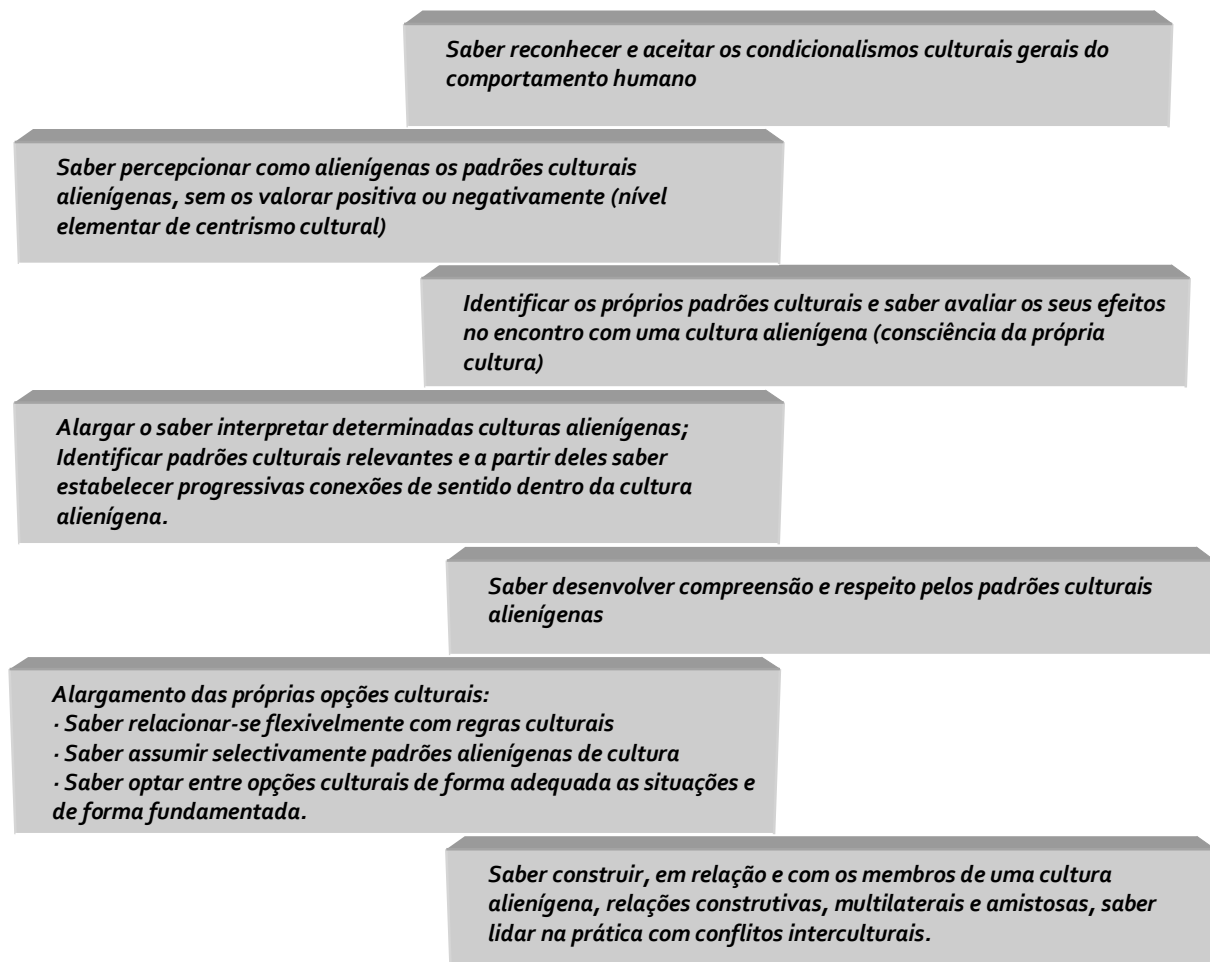 Saber reconhecer e aceitar os condicionalismos culturais gerais do
comportamento humano
Saber percepcionar como alienígenas os padrões culturais
alienígenas, sem os valorar positiva ou negativamente (nível
elementar de centrismo cultural)
Identificar os próprios padrões culturais e saber avaliar os seus efeitos
no encontro com uma cultura alienígena (consciência da própria
cultura)
Alargar o saber interpretar determinadas culturas alienígenas;
Identificar padrões culturais relevantes e a partir deles saber
estabelecer progressivas conexões de sentido dentro da cultura
alienígena.
Saber desenvolver compreensão e respeito pelos padrões culturais
alienígenas
Alargamento das próprias opções culturais:
· Saber relacionar-se flexivelmente com regras culturais
· Saber assumir selectivamente padrões alienígenas de cultura
· Saber optar entre opções culturais de forma adequada as situações e
de forma fundamentada.
Saber construir, em relação e com os membros de uma cultura
alienígena, relações construtivas, multilaterais e amistosas, saber
lidar na prática com conflitos interculturais.